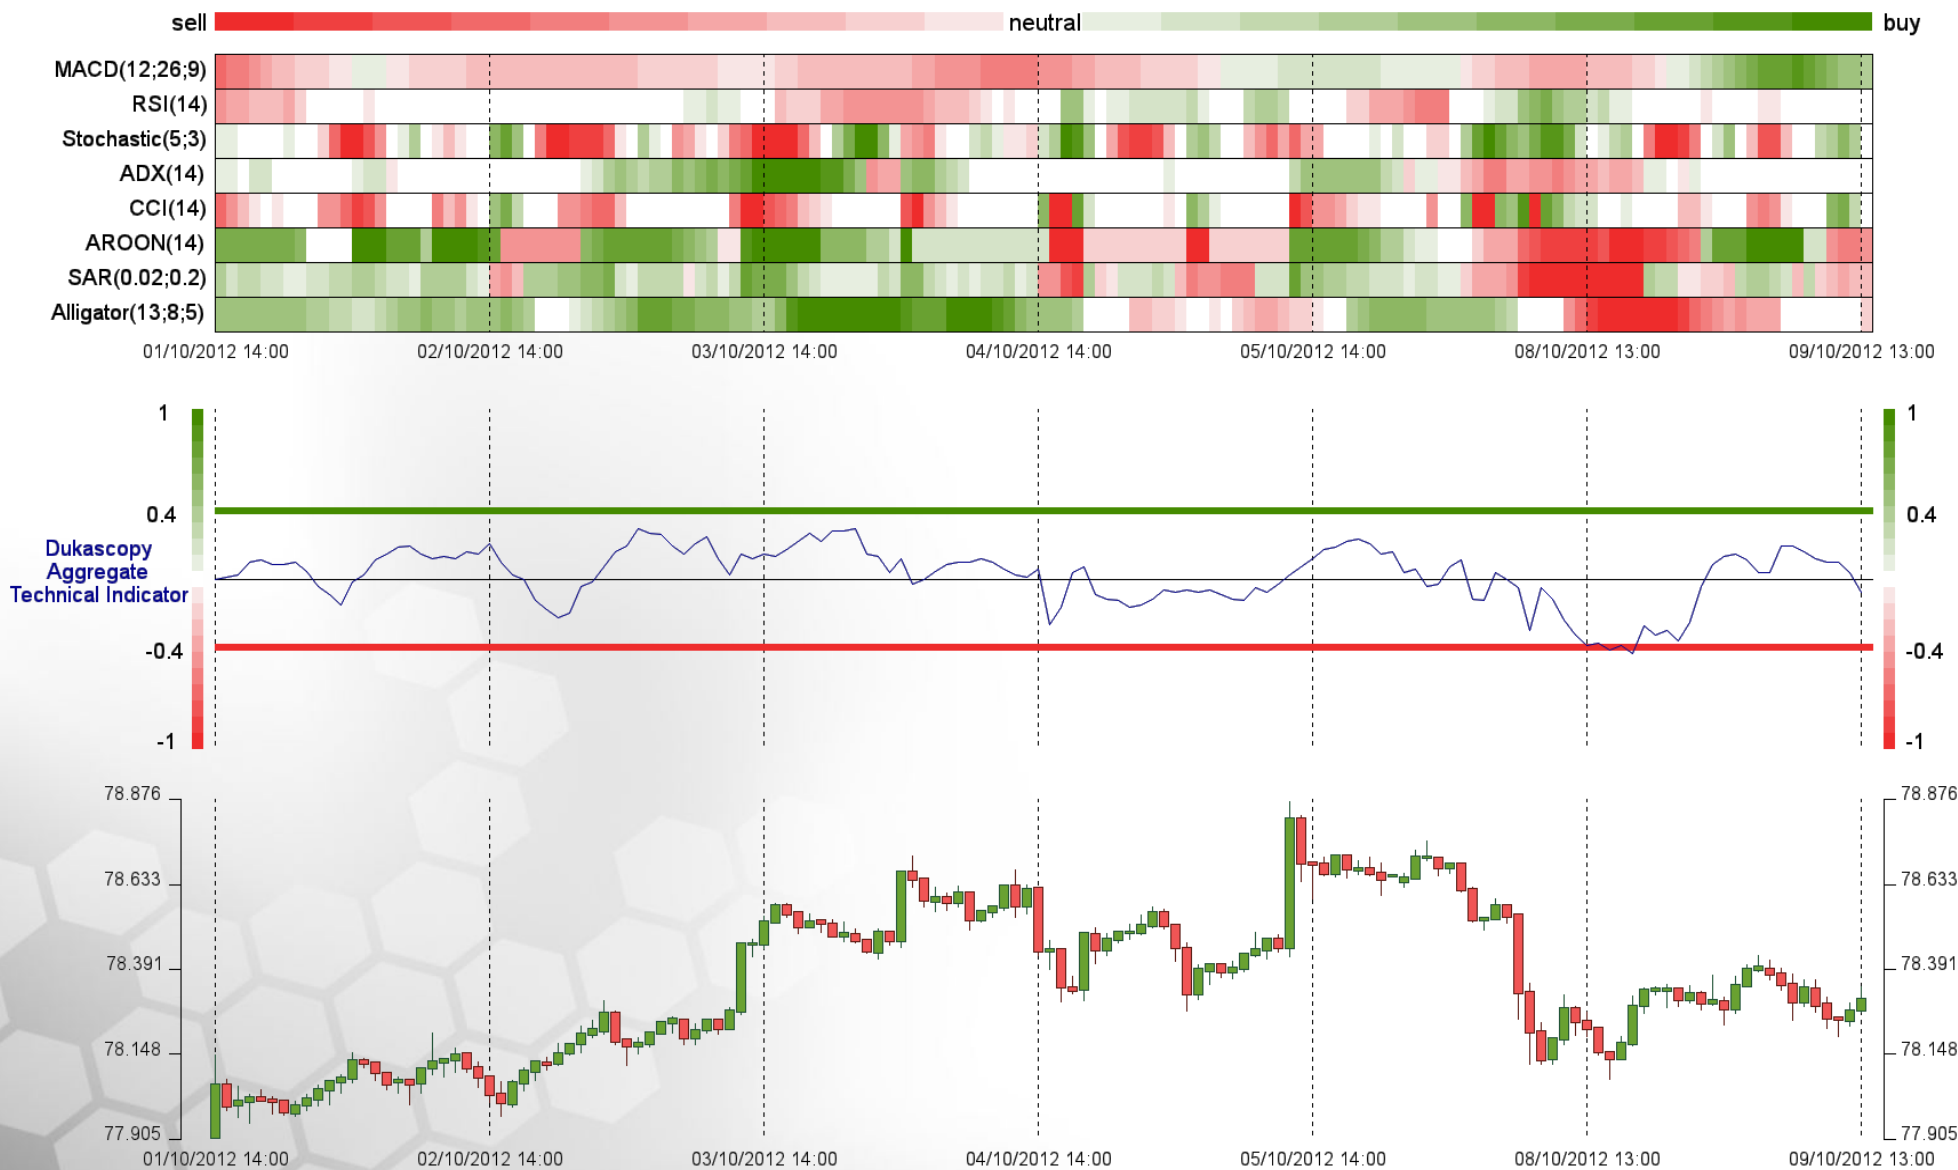 sell neutral buy
MACD(12;26;9)
RSI(14)
Stochastic(5;3)
ADX(14)
CCI(14)
AROON(14)
SAR(0.02;0.2)
Alligator(13;8;5)
01/10/2012 14:00 02/10/2012 14:00 03/10/2012 14:00 04/10/2012 14:00 05/10/2012 14:00 08/10/2012 13:00 09/10/2012 13:00
1 1
0.4 0.4
Dukascopy
Aggregate
Technical Indicator
-0.4 -0.4
-1 -1
78.876 78.876
78.633 78.633
78.391 78.391
78.148 78.148
77.905 77.905
01/10/2012 14:00 02/10/2012 14:00 03/10/2012 14:00 04/10/2012 14:00 05/10/2012 14:00 08/10/2012 13:00 09/10/2012 13:00